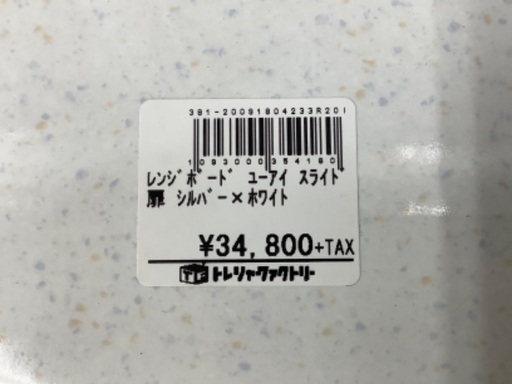 381-20091804233R201
1093000354180
ﾚﾝｼﾞﾎﾞｰﾄﾞ ﾕｰｱｲ ｽﾗｲﾄﾞ
扉 ｼﾙﾊﾞｰ×ﾎﾜｲﾄ
¥34,800+TAX
トレジャーファクトリー